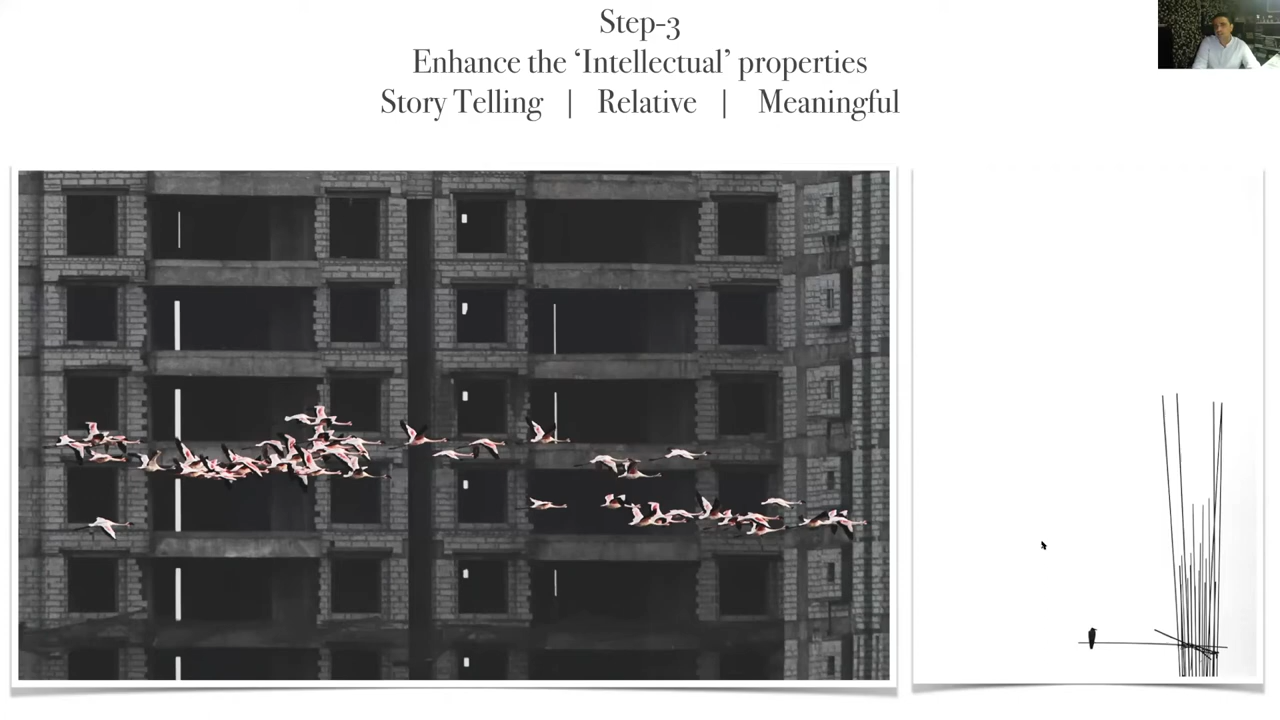 Step-3
Enhance the ‘Intellectual’ properties
Story Telling | Relative | Meaningful